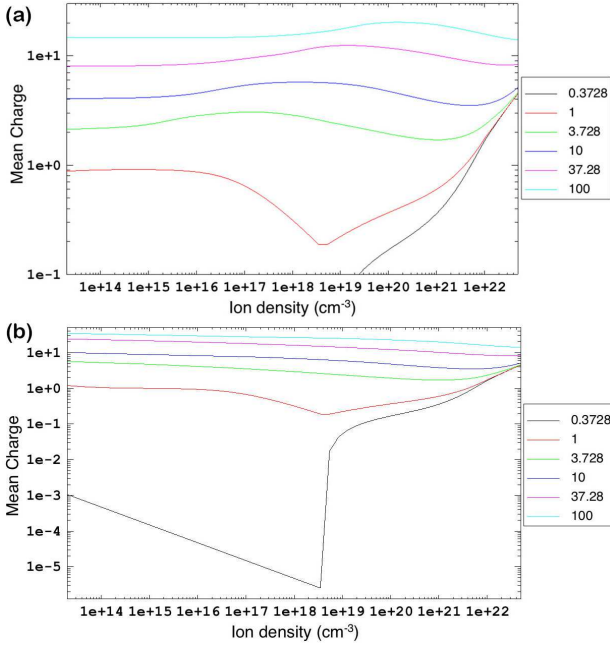 (a)
1e+1
1e+0
1e-1
Mean Charge
1e+14 1e+15 1e+16 1e+17 1e+18 1e+19 1e+20 1e+21 1e+22
Ion density (cm-3)
0.3728
1
3.728
10
37.28
100
(b)
1e+1
1e+0
1e-1
1e-2
1e-3
1e-4
1e-5
Mean Charge
1e+14 1e+15 1e+16 1e+17 1e+18 1e+19 1e+20 1e+21 1e+22
Ion density (cm-3)
0.3728
1
3.728
10
37.28
100